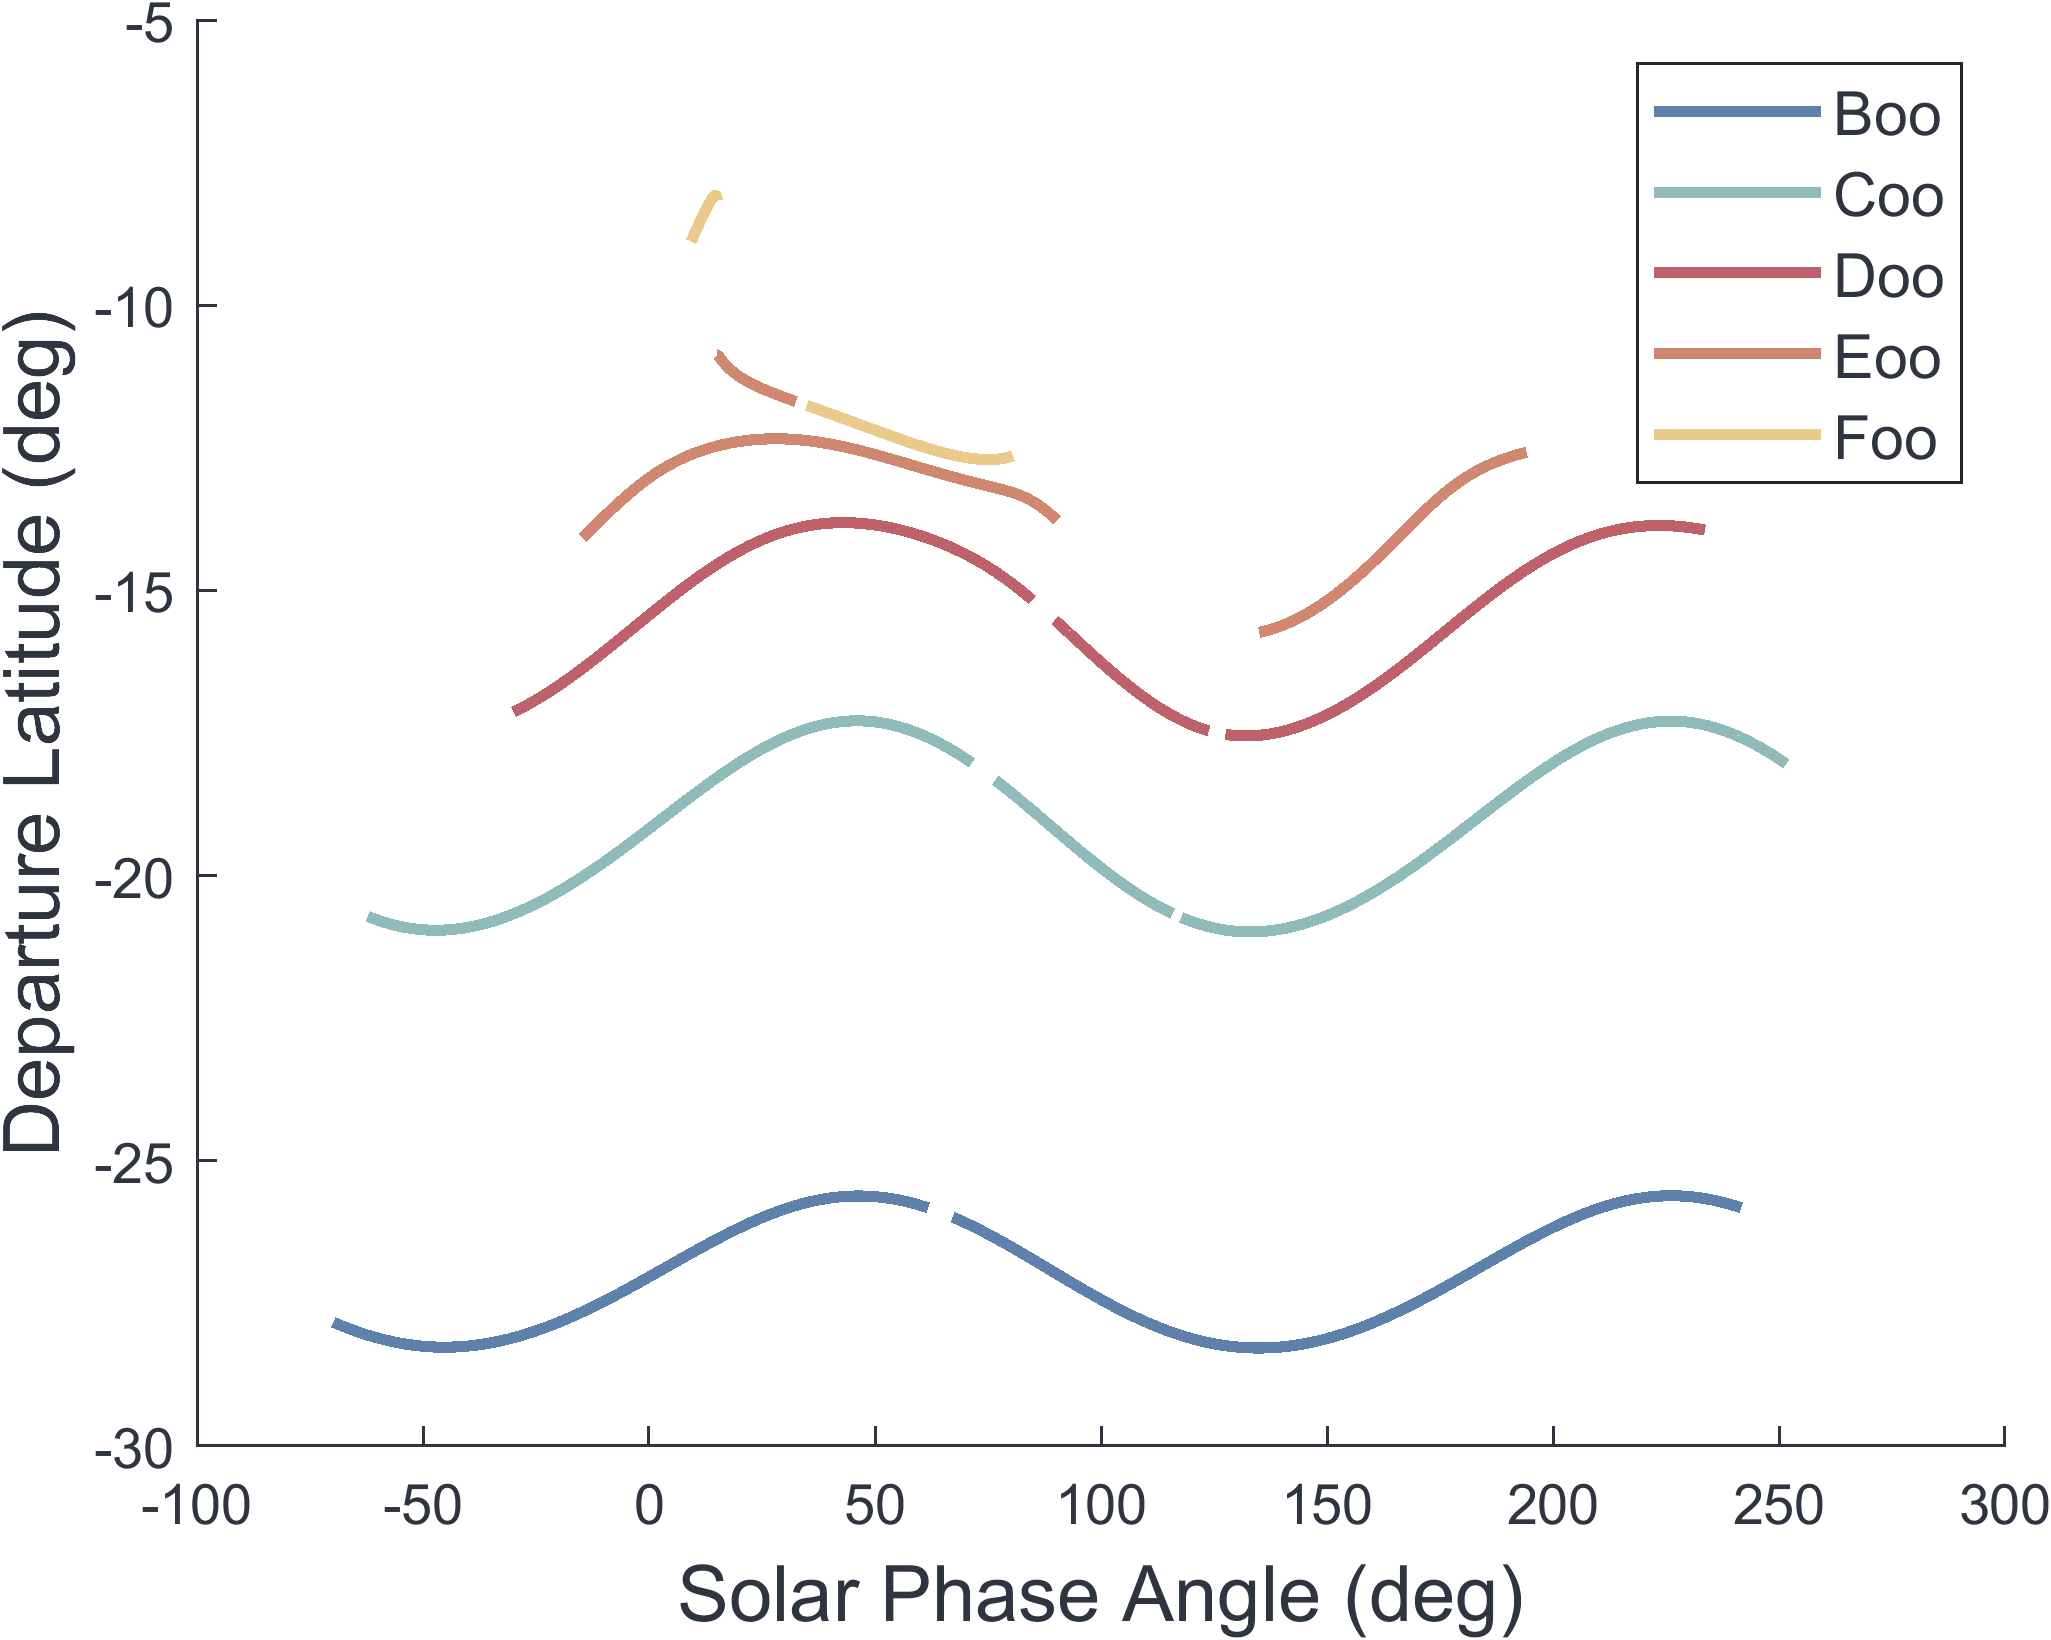 -5
-10
-15
-20
-25
-30
-100 -50 0 50 100 150 200 250 300
Departure Latitude (deg)
Solar Phase Angle (deg)
Boo
Coo
Doo
Eoo
Foo